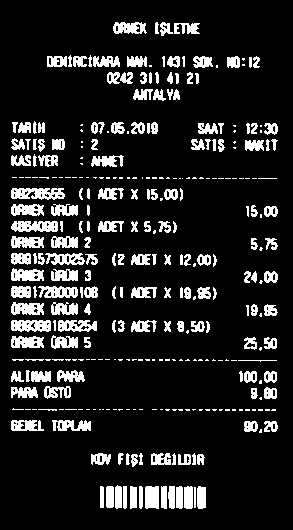 ÖRNEK İŞLETME
DEMİRCİKARA MAH. 1431 SOK. NO:12
0242 311 41 21
ANTALYA
TARİH : 07.05.2019 SAAT : 12:30
SATIŞ NO : 2 SATIŞ : NAKİT
KASİYER : AHMET
(1 ADET X 15,00)
ÖRNEK ÜRÜN 1 15,00
(1 ADET X 5,75)
ÖRNEK ÜRÜN 2 5,75
8691573002575 (2 ADET X 12,00)
ÖRNEK ÜRÜN 3 24,00
(1 ADET X 19,95)
ÖRNEK ÜRÜN 4 19,95
(3 ADET X 8,50)
ÖRNEK ÜRÜN 5 25,50
ALINAN PARA 100,00
PARA ÜSTÜ 9,80
GENEL TOPLAM 90,20
KDV FİŞİ DEĞİLDİR